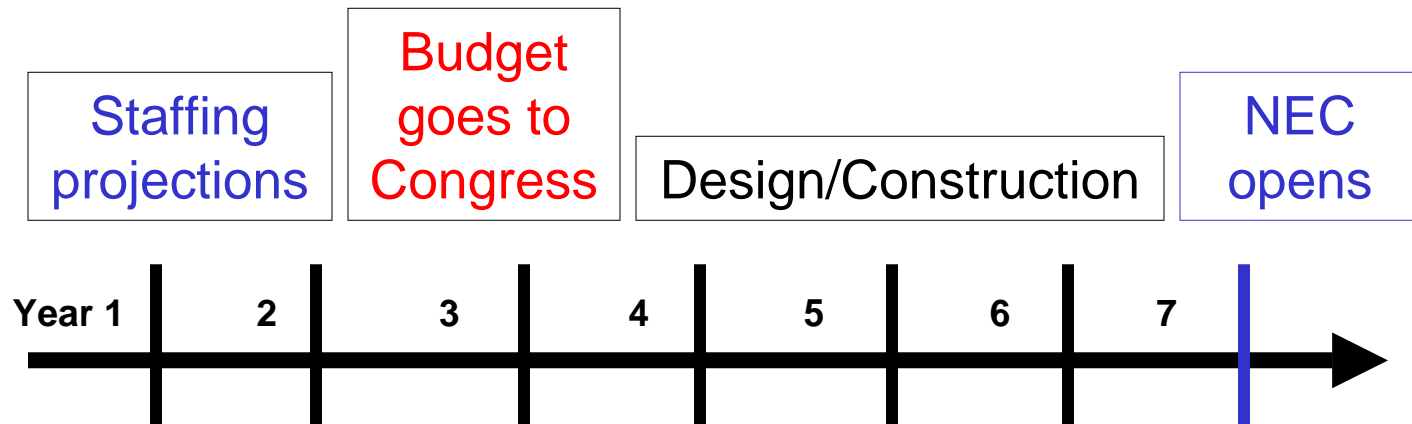 Staffing
projections
Budget
goes to
Congress
Design/Construction
NEC
opens
Year 1 2 3 4 5 6 7